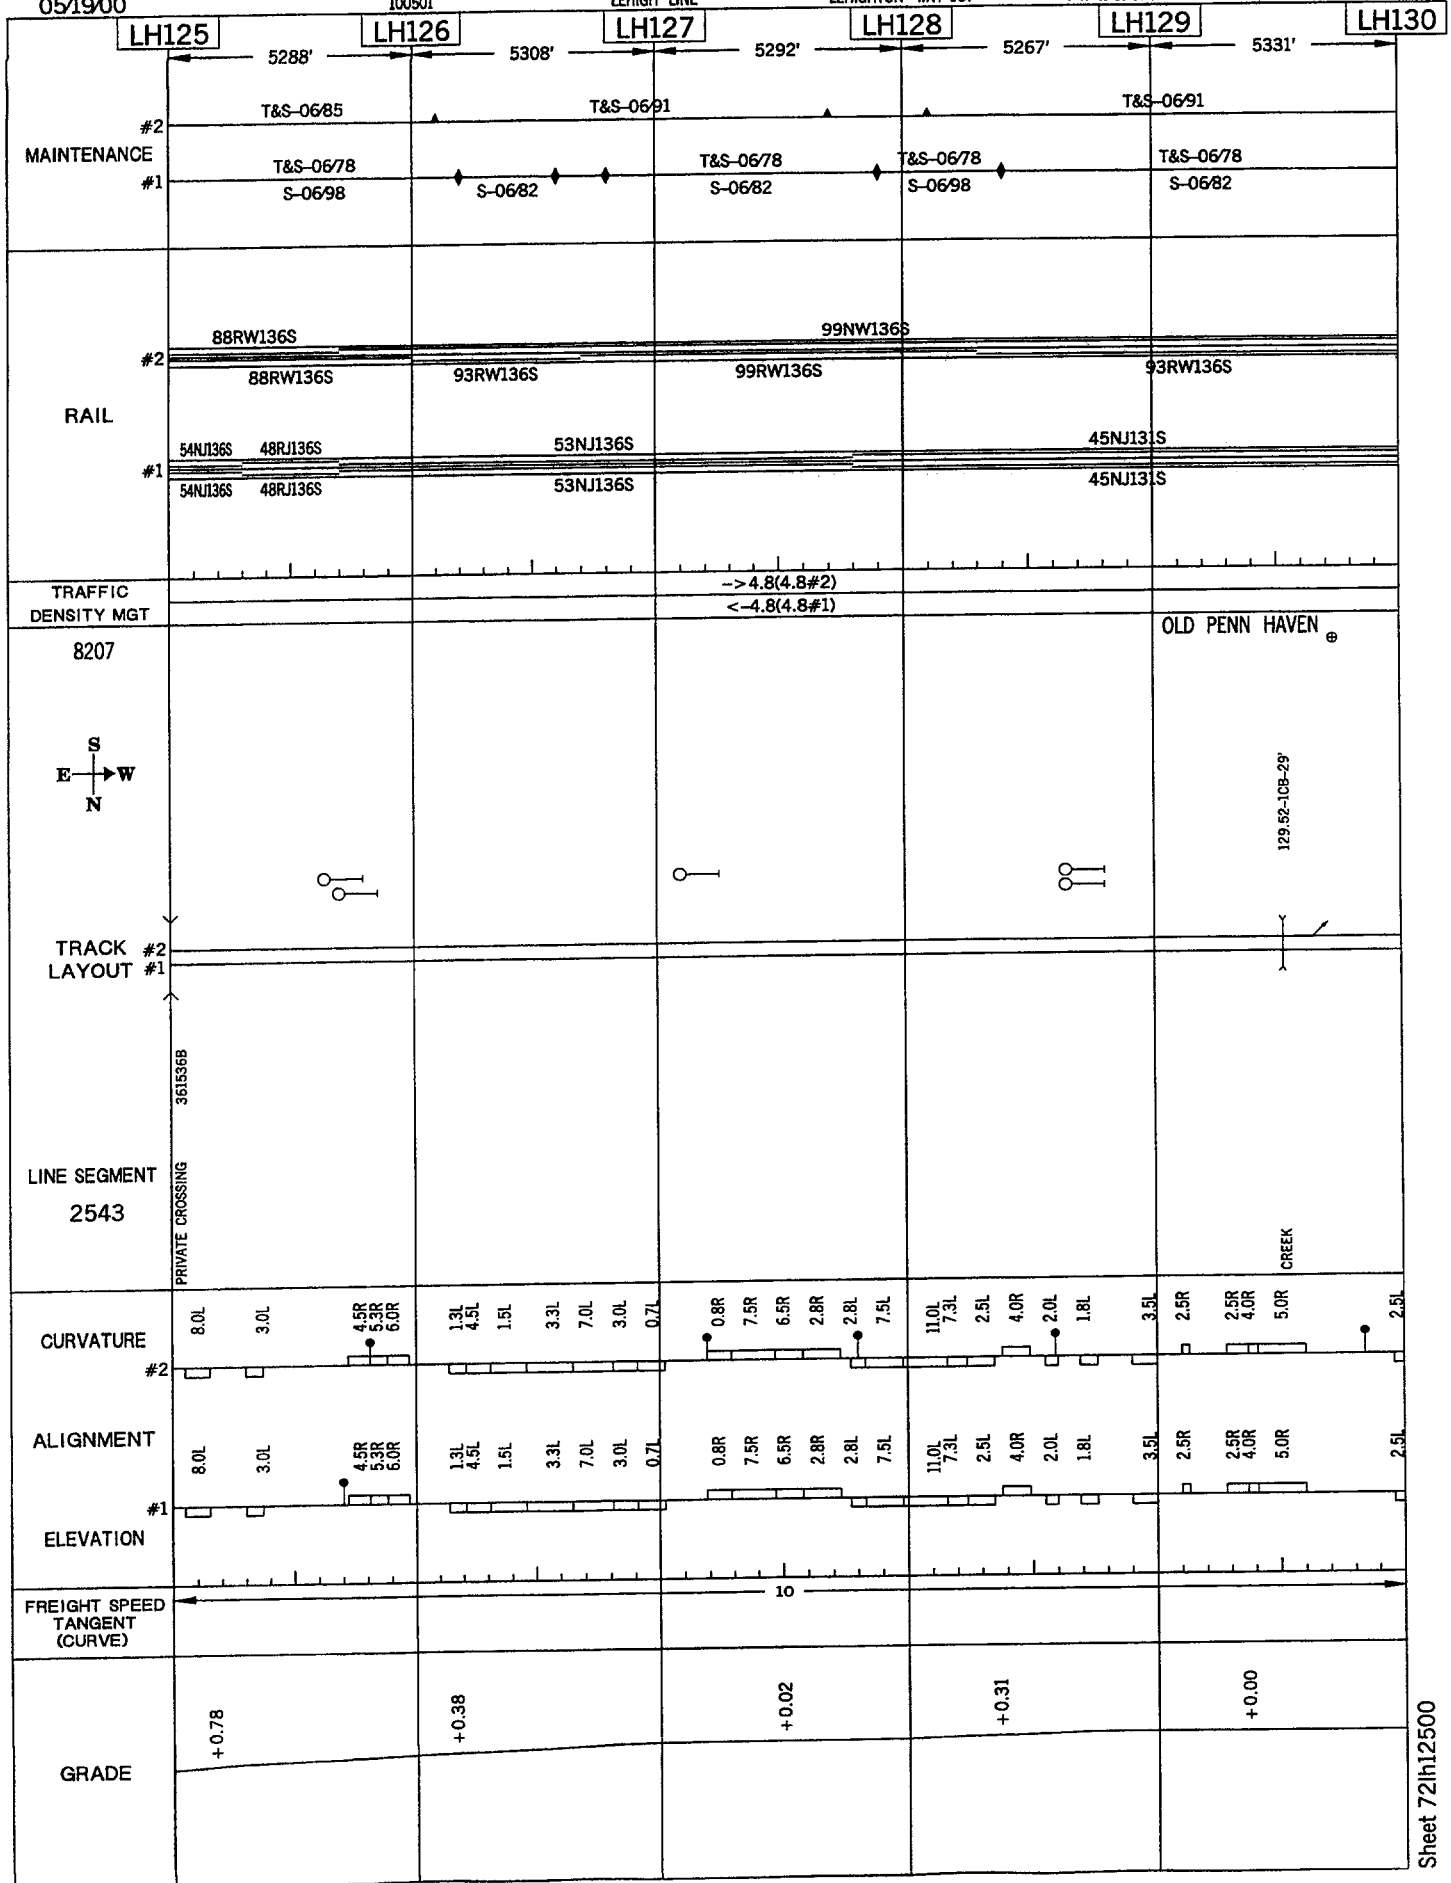 05/19/00
100501
LEHIGH LINE
LH125 LH126 LH127 LH128 LH129 LH130
5288' 5308' 5292' 5267' 5331'
T&S-06/85 T&S-06/91 T&S-06/91
#2
MAINTENANCE
T&S-06/78 T&S-06/78 T&S-06/78 T&S-06/78
#1
S-06/98 S-06/82 S-06/82 S-06/98 S-06/82
88RW136S 99NW136S
#2
88RW136S 93RW136S 99RW136S 93RW136S
RAIL
54NJ136S 48RJ136S 53NJ136S 45NJ131S
#1
54NJ136S 48RJ136S 53NJ136S 45NJ131S
TRAFFIC
DENSITY MGT
->4.8(4.8#2)
<-4.8(4.8#1)
8207
OLD PENN HAVEN
S
E W
N
129.52-1CB-29'
TRACK #2
LAYOUT #1
PRIVATE CROSSING 361536B
LINE SEGMENT
2543
CREEK
CURVATURE
8.0L 3.0L 4.5R 5.3R 6.0R 1.3L 4.5L 1.5L 3.3L 7.0L 3.0L 0.7L 0.8R 7.5R 6.5R 2.8R 2.8L 7.5L 11.0L 7.3L 2.5L 4.0R 2.0L 1.8L 3.5L 2.5R 2.5R 4.0R 5.0R 2.5L
#2
ALIGNMENT
8.0L 3.0L 4.5R 5.3R 6.0R 1.3L 4.5L 1.5L 3.3L 7.0L 3.0L 0.7L 0.8R 7.5R 6.5R 2.8R 2.8L 7.5L 11.0L 7.3L 2.5L 4.0R 2.0L 1.8L 3.5L 2.5R 2.5R 4.0R 5.0R 2.5L
#1
ELEVATION
FREIGHT SPEED
TANGENT
(CURVE)
10
+0.78 +0.38 +0.02 +0.31 +0.00
GRADE
Sheet 72lh12500